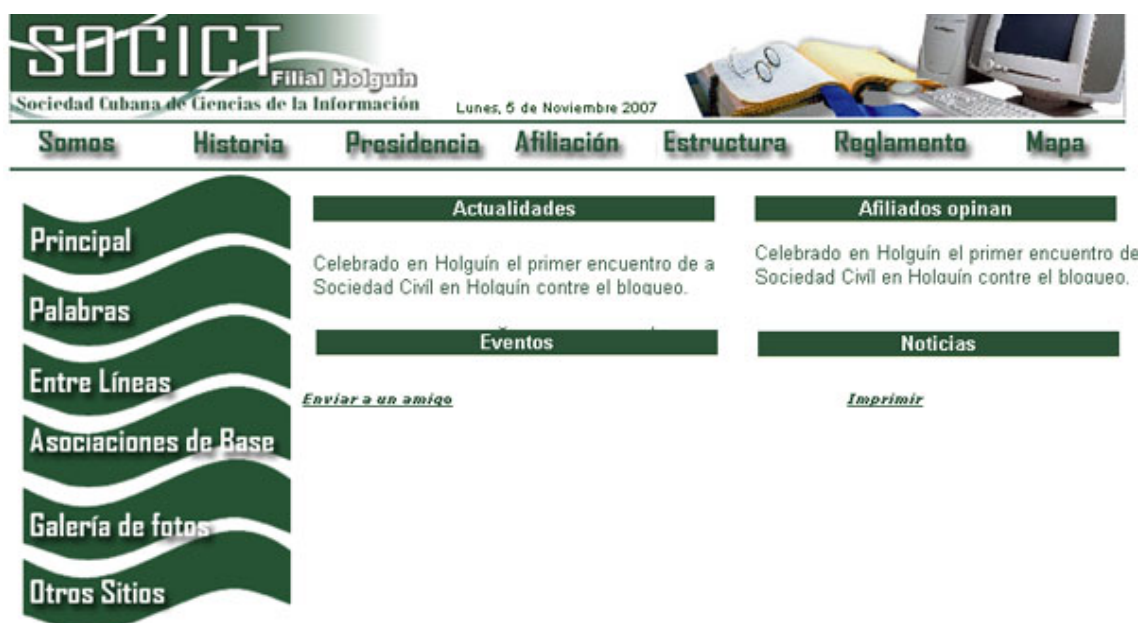 SOCICT
Filial Holguin
Sociedad Cubana de Ciencias de la Información
Lunes, 5 de Noviembre 2007
Somos Historia Presidencia Afiliación Estructura Reglamento Mapa
Principal
Palabras
Entre Líneas
Asociaciones de Base
Galería de fotos
Otros Sitios
Actualidades
Celebrado en Holguín el primer encuentro de a
Sociedad Civíl en Holguín contre el bloqueo.
Eventos
Enviar a un amigo
Afiliados opinan
Celebrado en Holguín el primer encuentro de
Sociedad Civíl en Holguín contre el bloqueo.
Noticias
Imprimir